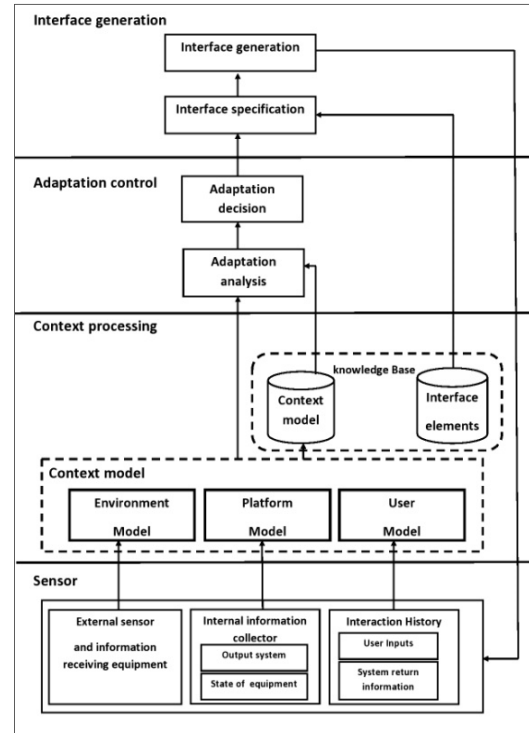 Interface generation
Interface generation
Interface specification
Adaptation control
Adaptation
decision
Adaptation
analysis
Context processing
knowledge Base
Context
model
Interface
elements
Context model
Environment
Model
Platform
Model
User
Model
Sensor
External sensor
and information
receiving equipment
Internal information
collector
Output system
State of equipment
Interaction History
User Inputs
System return
information